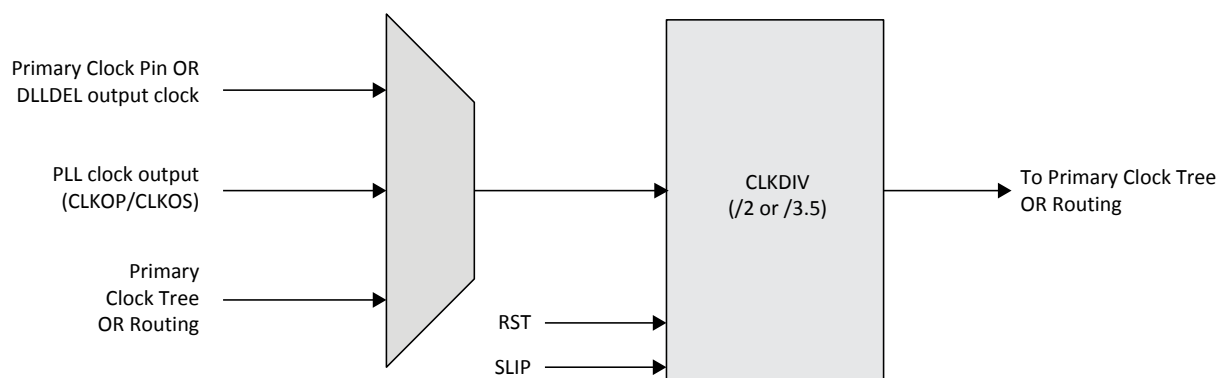 Primary Clock Pin OR
DLLDEL output clock
PLL clock output
(CLKOP/CLKOS)
Primary
Clock Tree
OR Routing
CLKDIV
(/2 or /3.5)
RST
SLIP
To Primary Clock Tree
OR Routing